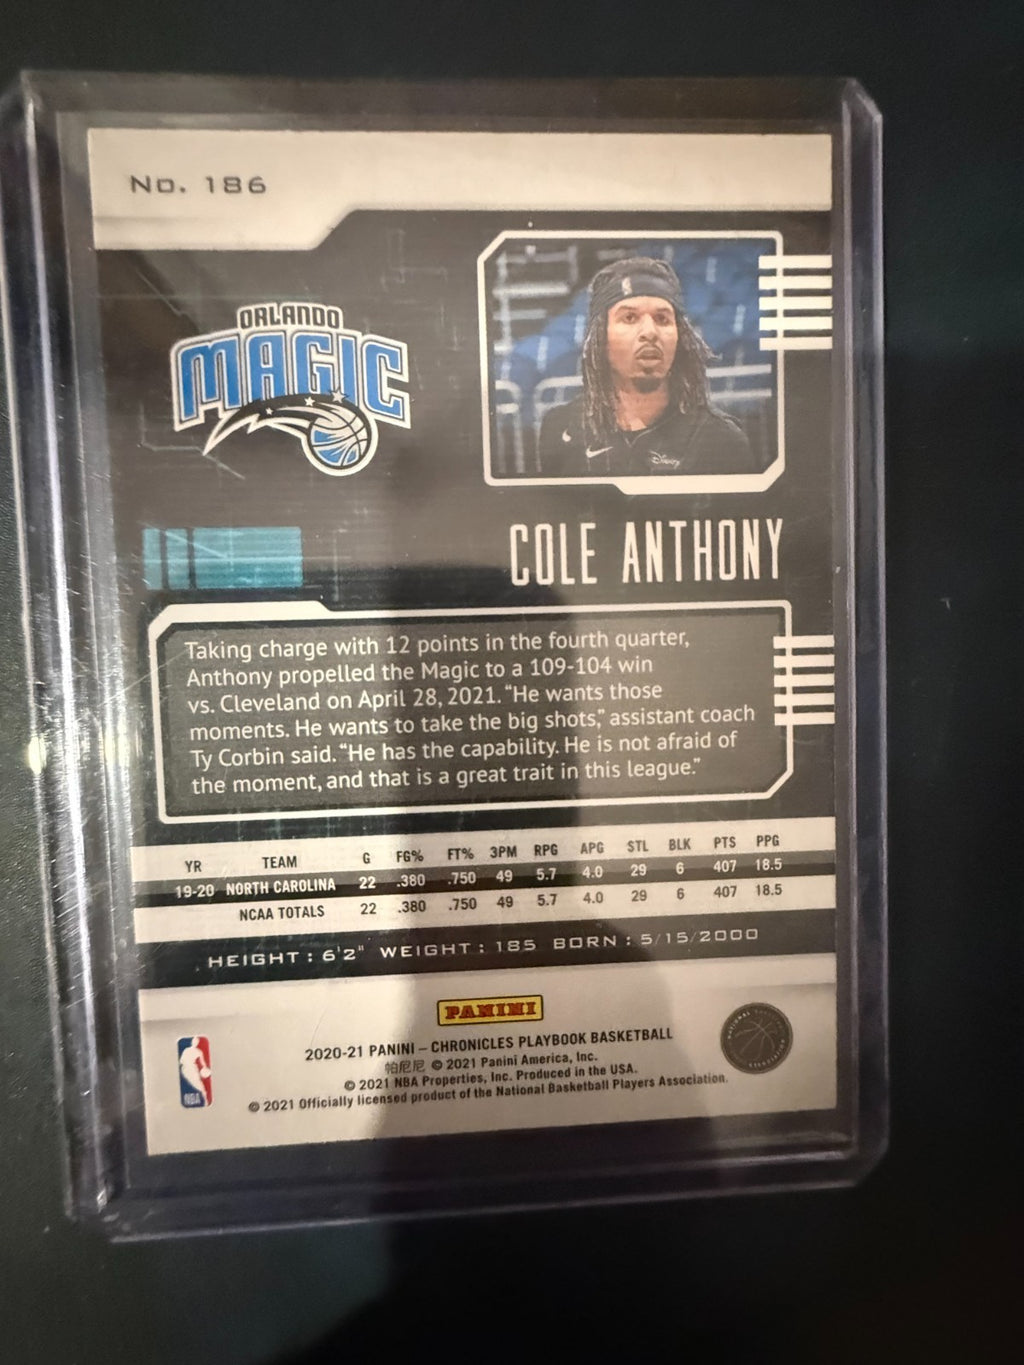 No. 186
ORLANDO
MAGIC
Disney
COLE ANTHONY
Taking charge with 12 points in the fourth quarter,
Anthony propelled the Magic to a 109-104 win
vs. Cleveland on April 28, 2021. “He wants those
moments. He wants to take the big shots,” assistant coach
Ty Corbin said. “He has the capability. He is not afraid of
the moment, and that is a great trait in this league.”
YR TEAM G FG% FT% 3PM RPG APG STL BLK PTS PPG
19-20 NORTH CAROLINA 22 .380 .750 49 5.7 4.0 29 6 407 18.5
NCAA TOTALS 22 .380 .750 49 5.7 4.0 29 6 407 18.5
HEIGHT: 6'2" WEIGHT: 185 BORN: 5/15/2000
PANINI
2020-21 PANINI – CHRONICLES PLAYBOOK BASKETBALL
帕尼尼 © 2021 Panini America, Inc.
© 2021 NBA Properties, Inc. Produced in the USA.
© 2021 Officially licensed product of the National Basketball Players Association.
NBA